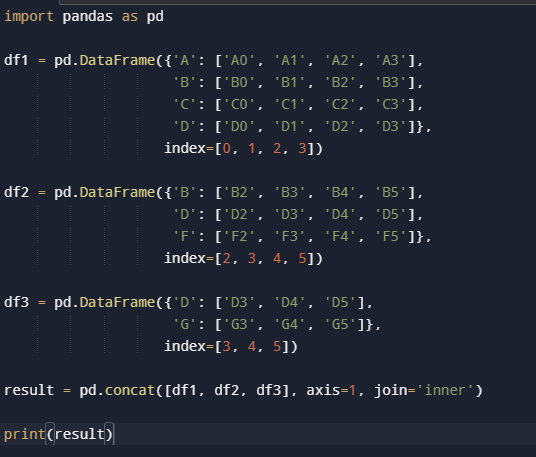 import pandas as pd
df1 = pd.DataFrame({'A': ['A0', 'A1', 'A2', 'A3'],
'B': ['B0', 'B1', 'B2', 'B3'],
'C': ['C0', 'C1', 'C2', 'C3'],
'D': ['D0', 'D1', 'D2', 'D3']},
index=[0, 1, 2, 3])
df2 = pd.DataFrame({'B': ['B2', 'B3', 'B4', 'B5'],
'D': ['D2', 'D3', 'D4', 'D5'],
'F': ['F2', 'F3', 'F4', 'F5']},
index=[2, 3, 4, 5])
df3 = pd.DataFrame({'D': ['D3', 'D4', 'D5'],
'G': ['G3', 'G4', 'G5']},
index=[3, 4, 5])
result = pd.concat([df1, df2, df3], axis=1, join='inner')
print(result)